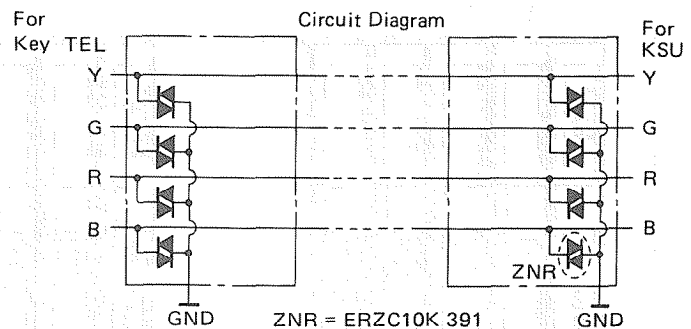 Circuit Diagram
For
Key TEL
For
KSU
Y
Y
G
G
R
R
B
B
ZNR
GND
ZNR = ERZC10K 391
GND